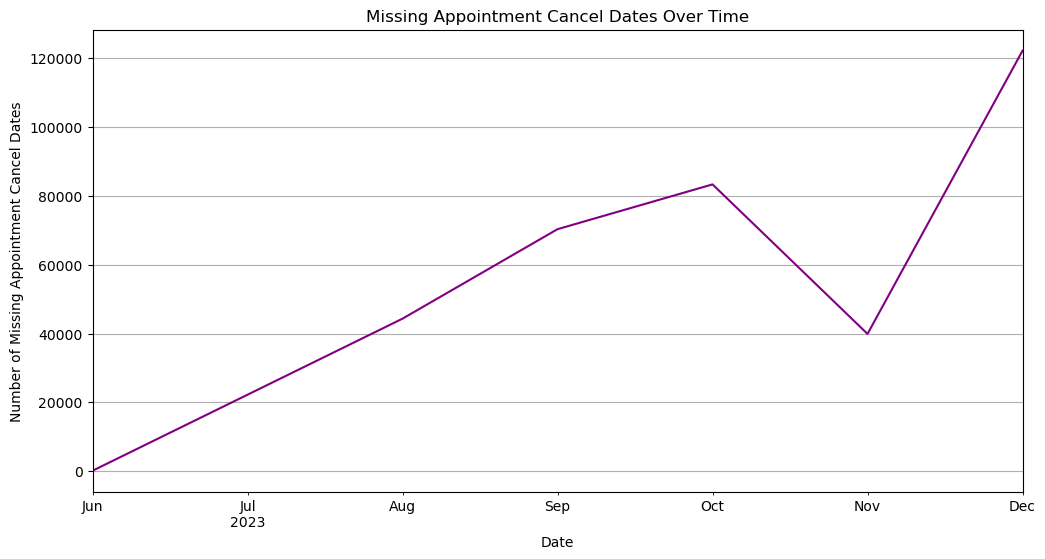 Missing Appointment Cancel Dates Over Time
Number of Missing Appointment Cancel Dates
120000
100000
80000
60000
40000
20000
0
Jun Jul Aug Sep Oct Nov Dec
2023
Date